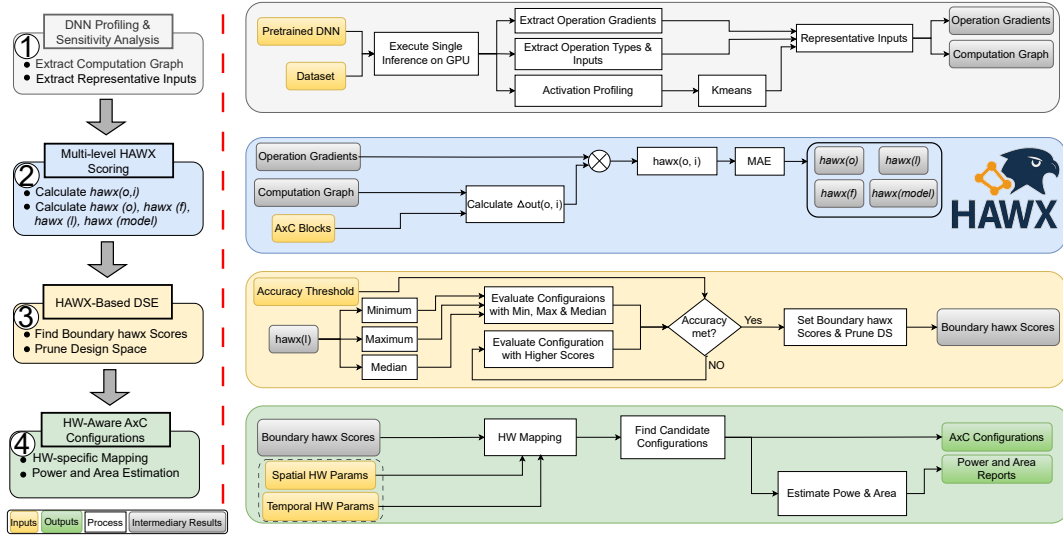 DNN Profiling &
Sensitivity Analysis
1
● Extract Computation Graph
● Extract Representative Inputs
Multi-level HAWX
Scoring
2
● Calculate hawx(o,i)
● Calculate hawx (o), hawx (f),
hawx (l), hawx (model)
HAWX-Based DSE
3
● Find Boundary hawx Scores
● Prune Design Space
HW-Aware AxC
Configurations
4
● HW-specific Mapping
● Power and Area Estimation
Inputs
Outputs
Process
Intermediary Results
Pretrained DNN
Dataset
Execute Single
Inference on GPU
Extract Operation Gradients
Extract Operation Types &
Inputs
Activation Profiling
Kmeans
Representative Inputs
Operation Gradients
Computation Graph
Operation Gradients
Computation Graph
AxC Blocks
Calculate Δout(o, i)
hawx(o, i)
MAE
hawx(o)
hawx(l)
hawx(f)
hawx(model)
HAWX
Accuracy Threshold
hawx(l)
Minimum
Maximum
Median
Evaluate Configuraions
with Min, Max & Median
Evaluate Configuration
with Higher Scores
Accuracy
met?
Yes
NO
Set Boundary hawx
Scores & Prune DS
Boundary hawx Scores
Boundary hawx Scores
Spatial HW Params
Temporal HW Params
HW Mapping
Find Candidate
Configurations
Estimate Powe & Area
AxC Configurations
Power and Area
Reports